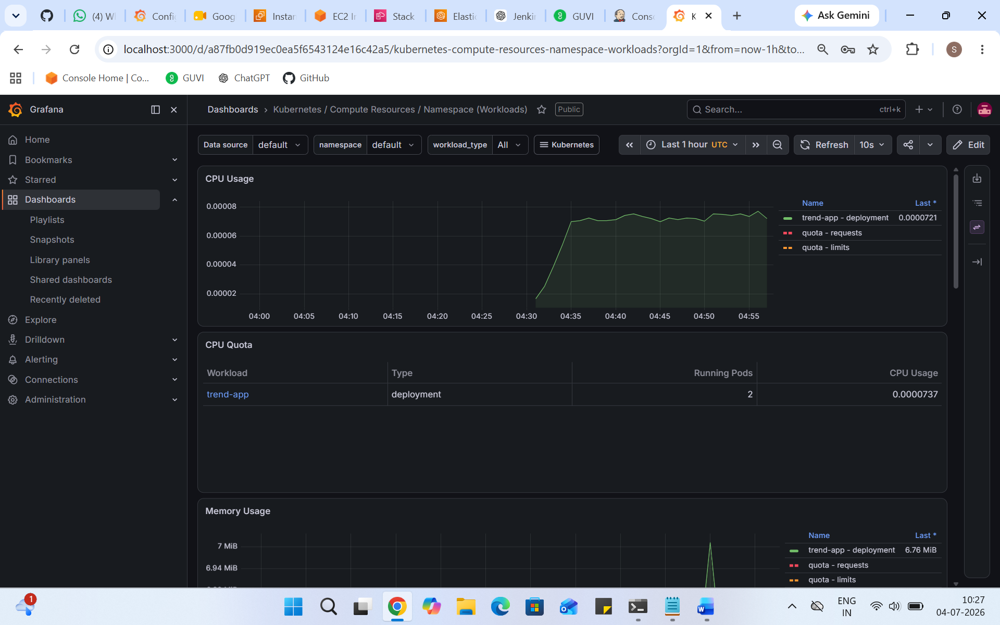 (4) W
Config
Goog
Instan
EC2 I
Stack
Elasti
Jenki
GUVI
Cons
K
Ask Gemini
localhost:3000/d/a87fb0d919ec0ea5f6543124e16c42a5/kubernetes-compute-resources-namespace-workloads?orgId=1&from=now-1h&to...
S
Console Home | Co...
GUVI
ChatGPT
GitHub
Grafana
Dashboards › Kubernetes / Compute Resources / Namespace (Workloads)
Public
Search...
ctrl+k
Home
Bookmarks
Starred
Dashboards
Playlists
Snapshots
Library panels
Shared dashboards
Recently deleted
Explore
Drilldown
Alerting
Connections
Administration
Data source default
namespace default
workload_type All
Kubernetes
Last 1 hour UTC
Refresh 10s
Edit
CPU Usage
0.00008
0.00006
0.00004
0.00002
04:00 04:05 04:10 04:15 04:20 04:25 04:30 04:35 04:40 04:45 04:50 04:55
Name Last *
trend-app - deployment 0.0000721
quota - requests
quota - limits
CPU Quota
Workload Type Running Pods CPU Usage
trend-app deployment 2 0.0000737
Memory Usage
7 MiB
6.94 MiB
Name Last *
trend-app - deployment 6.76 MiB
quota - requests
quota - limits
1
ENG
IN
10:27
04-07-2026